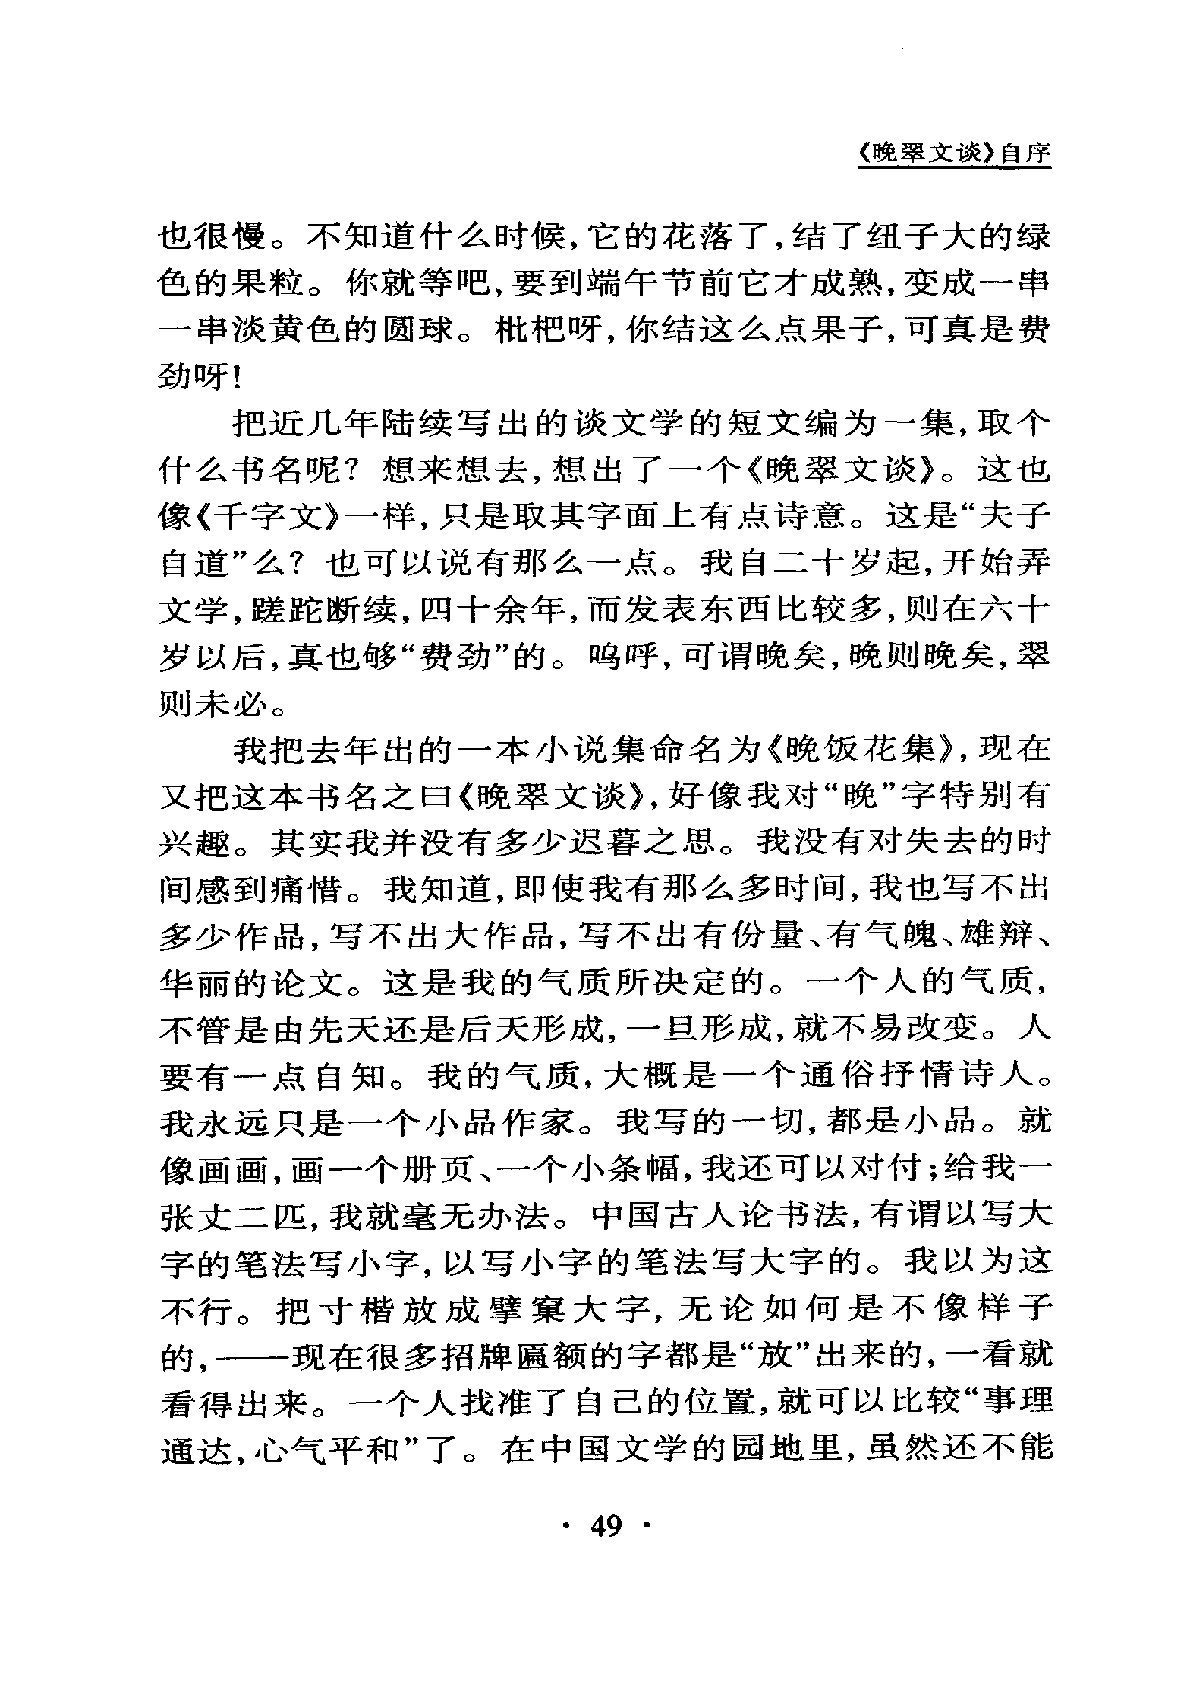 《晚翠文谈》自序
也很慢。不知道什么时候,它的花落了,结了纽子大的绿
色的果粒。你就等吧,要到端午节前它才成熟,变成一串
一串淡黄色的圆球。枇杷呀,你结这么点果子,可真是费
劲呀!
把近几年陆续写出的谈文学的短文编为一集,取个
什么书名呢?想来想去,想出了一个《晚翠文谈》。这也
像《千字文》一样,只是取其字面上有点诗意。这是“夫子
自道”么?也可以说有那么一点。我自二十岁起,开始弄
文学,蹉跎断续,四十余年,而发表东西比较多,则在六十
岁以后,真也够“费劲”的。呜呼,可谓晚矣,晚则晚矣,翠
则未必。
我把去年出的一本小说集命名为《晚饭花集》,现在
又把这本书名之曰《晚翠文谈》,好像我对“晚”字特别有
兴趣。其实我并没有多少迟暮之思。我没有对失去的时
间感到痛惜。我知道,即使我有那么多时间,我也写不出
多少作品,写不出大作品,写不出有份量、有气魄、雄辩、
华丽的论文。这是我的气质所决定的。一个人的气质,
不管是由先天还是后天形成,一旦形成,就不易改变。人
要有一点自知。我的气质,大概是一个通俗抒情诗人。
我永远只是一个小品作家。我写的一切,都是小品。就
像画画,画一个册页、一个小条幅,我还可以对付;给我一
张丈二匹,我就毫无办法。中国古人论书法,有谓以写大
字的笔法写小字,以写小字的笔法写大字的。我以为这
不行。把寸楷放成擘窠大字,无论如何是不像样子
的,——现在很多招牌匾额的字都是“放”出来的,一看就
看得出来。一个人找准了自己的位置,就可以比较“事理
通达,心气平和”了。在中国文学的园地里,虽然还不能
· 49 ·